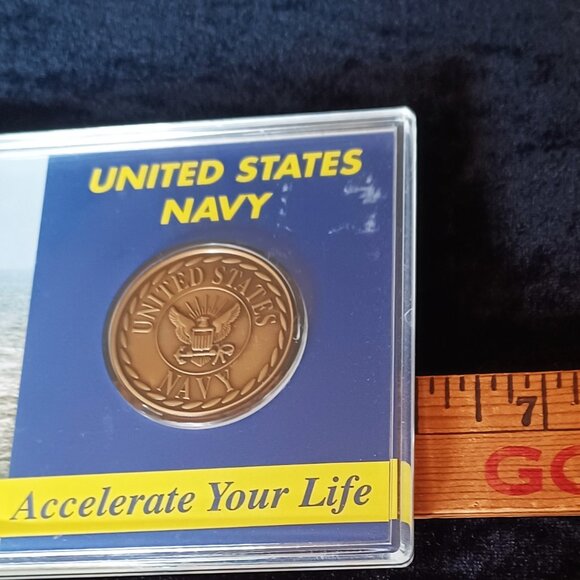 UNITED STATES
NAVY
UNITED STATES
NAVY
7
GO
Accelerate Your Life